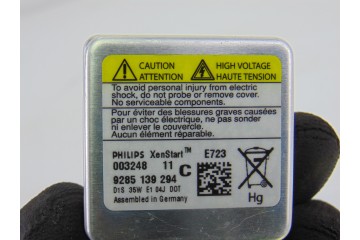 CAUTION
ATTENTION
HIGH VOLTAGE
HAUTE TENSION
To avoid personal injury from electric
shock, do not probe or remove cover.
No serviceable components.
Pour éviter des blessures graves causées
par un choc électrique, ne pas sonder
ni enlever le couvercle.
Aucun composants réparables.
PHILIPS XenStart™ E723
003248 11 C
9285 139 294
D1S 35W E1 04J DOT
Assembled in Germany
Hg